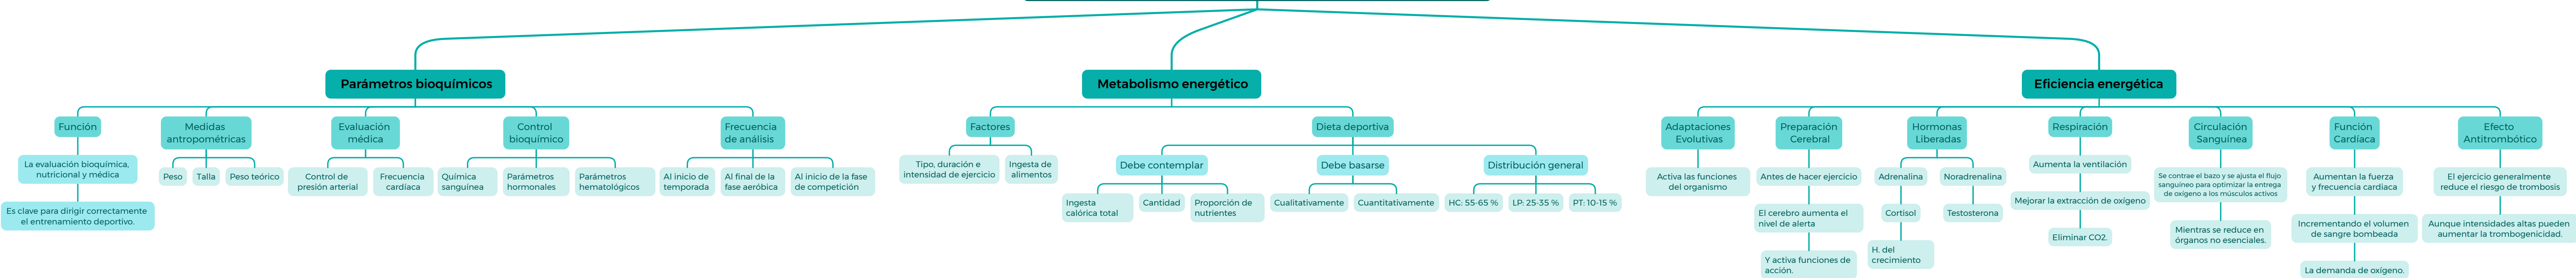 Parámetros bioquímicos
Metabolismo energético
Eficiencia energética
Función
La evaluación bioquímica,
nutricional y médica
Es clave para dirigir correctamente
el entrenamiento deportivo.
Medidas
antropométricas
Peso
Talla
Peso teórico
Evaluación
médica
Control de
presión arterial
Frecuencia
cardíaca
Control
bioquímico
Química
sanguínea
Parámetros
hormonales
Parámetros
hematológicos
Frecuencia
de análisis
Al inicio de
temporada
Al final de la
fase aeróbica
Al inicio de la fase
de competición
Factores
Tipo, duración e
intensidad de ejercicio
Ingesta de
alimentos
Dieta deportiva
Debe contemplar
Ingesta
calórica total
Cantidad
Proporción de
nutrientes
Debe basarse
Cualitativamente
Cuantitativamente
Distribución general
HC: 55-65 %
LP: 25-35 %
PT: 10-15 %
Adaptaciones
Evolutivas
Activa las funciones
del organismo
Preparación
Cerebral
Antes de hacer ejercicio
El cerebro aumenta el
nivel de alerta
Y activa funciones de
acción.
Hormonas
Liberadas
Adrenalina
Cortisol
H. del
crecimiento
Noradrenalina
Testosterona
Respiración
Aumenta la ventilación
Mejorar la extracción de oxígeno
Eliminar CO2.
Circulación
Sanguínea
Se contrae el bazo y se ajusta el flujo
sanguíneo para optimizar la entrega
de oxígeno a los músculos activos
Mientras se reduce en
órganos no esenciales.
Función
Cardíaca
Aumentan la fuerza
y frecuencia cardiaca
Incrementando el volumen
de sangre bombeada
La demanda de oxígeno.
Efecto
Antitrombótico
El ejercicio generalmente
reduce el riesgo de trombosis
Aunque intensidades altas pueden
aumentar la trombogenicidad.